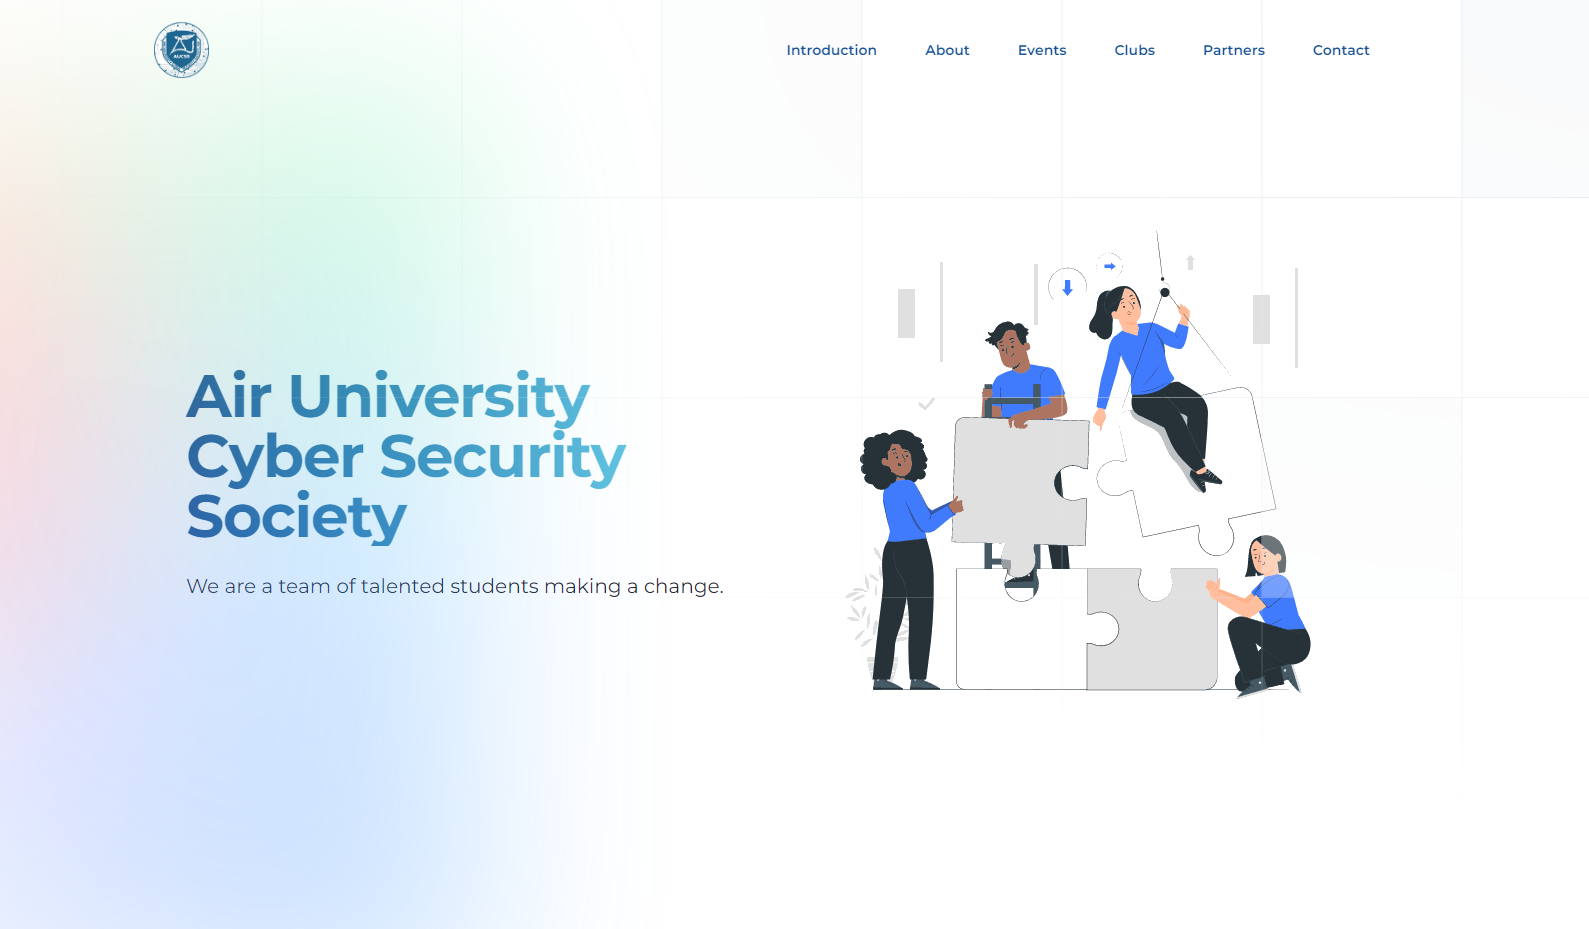 AUCSS
Introduction
About
Events
Clubs
Partners
Contact
Air University
Cyber Security
Society
We are a team of talented students making a change.